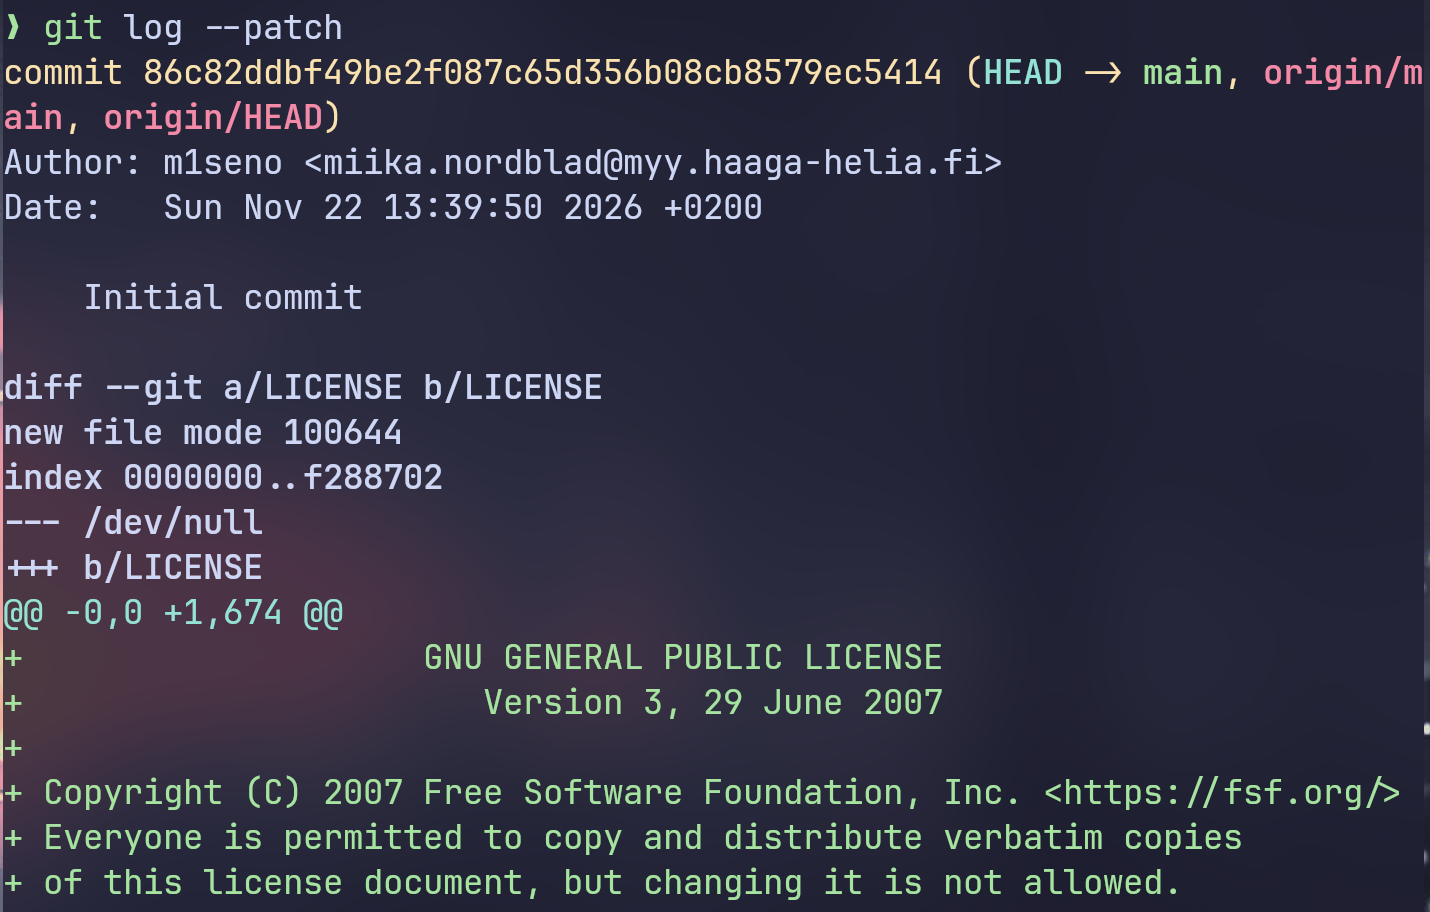 ❯ git log --patch
commit 86c82ddbf49be2f087c65d356b08cb8579ec5414 (HEAD -> main, origin/m
ain, origin/HEAD)
Author: m1seno <miika.nordblad@myy.haaga-helia.fi>
Date:   Sun Nov 22 13:39:50 2026 +0200
    Initial commit
diff --git a/LICENSE b/LICENSE
new file mode 100644
index 0000000..f288702
--- /dev/null
+++ b/LICENSE
@@ -0,0 +1,674 @@
+                    GNU GENERAL PUBLIC LICENSE
+                       Version 3, 29 June 2007
+
+ Copyright (C) 2007 Free Software Foundation, Inc. <https://fsf.org/>
+ Everyone is permitted to copy and distribute verbatim copies
+ of this license document, but changing it is not allowed.